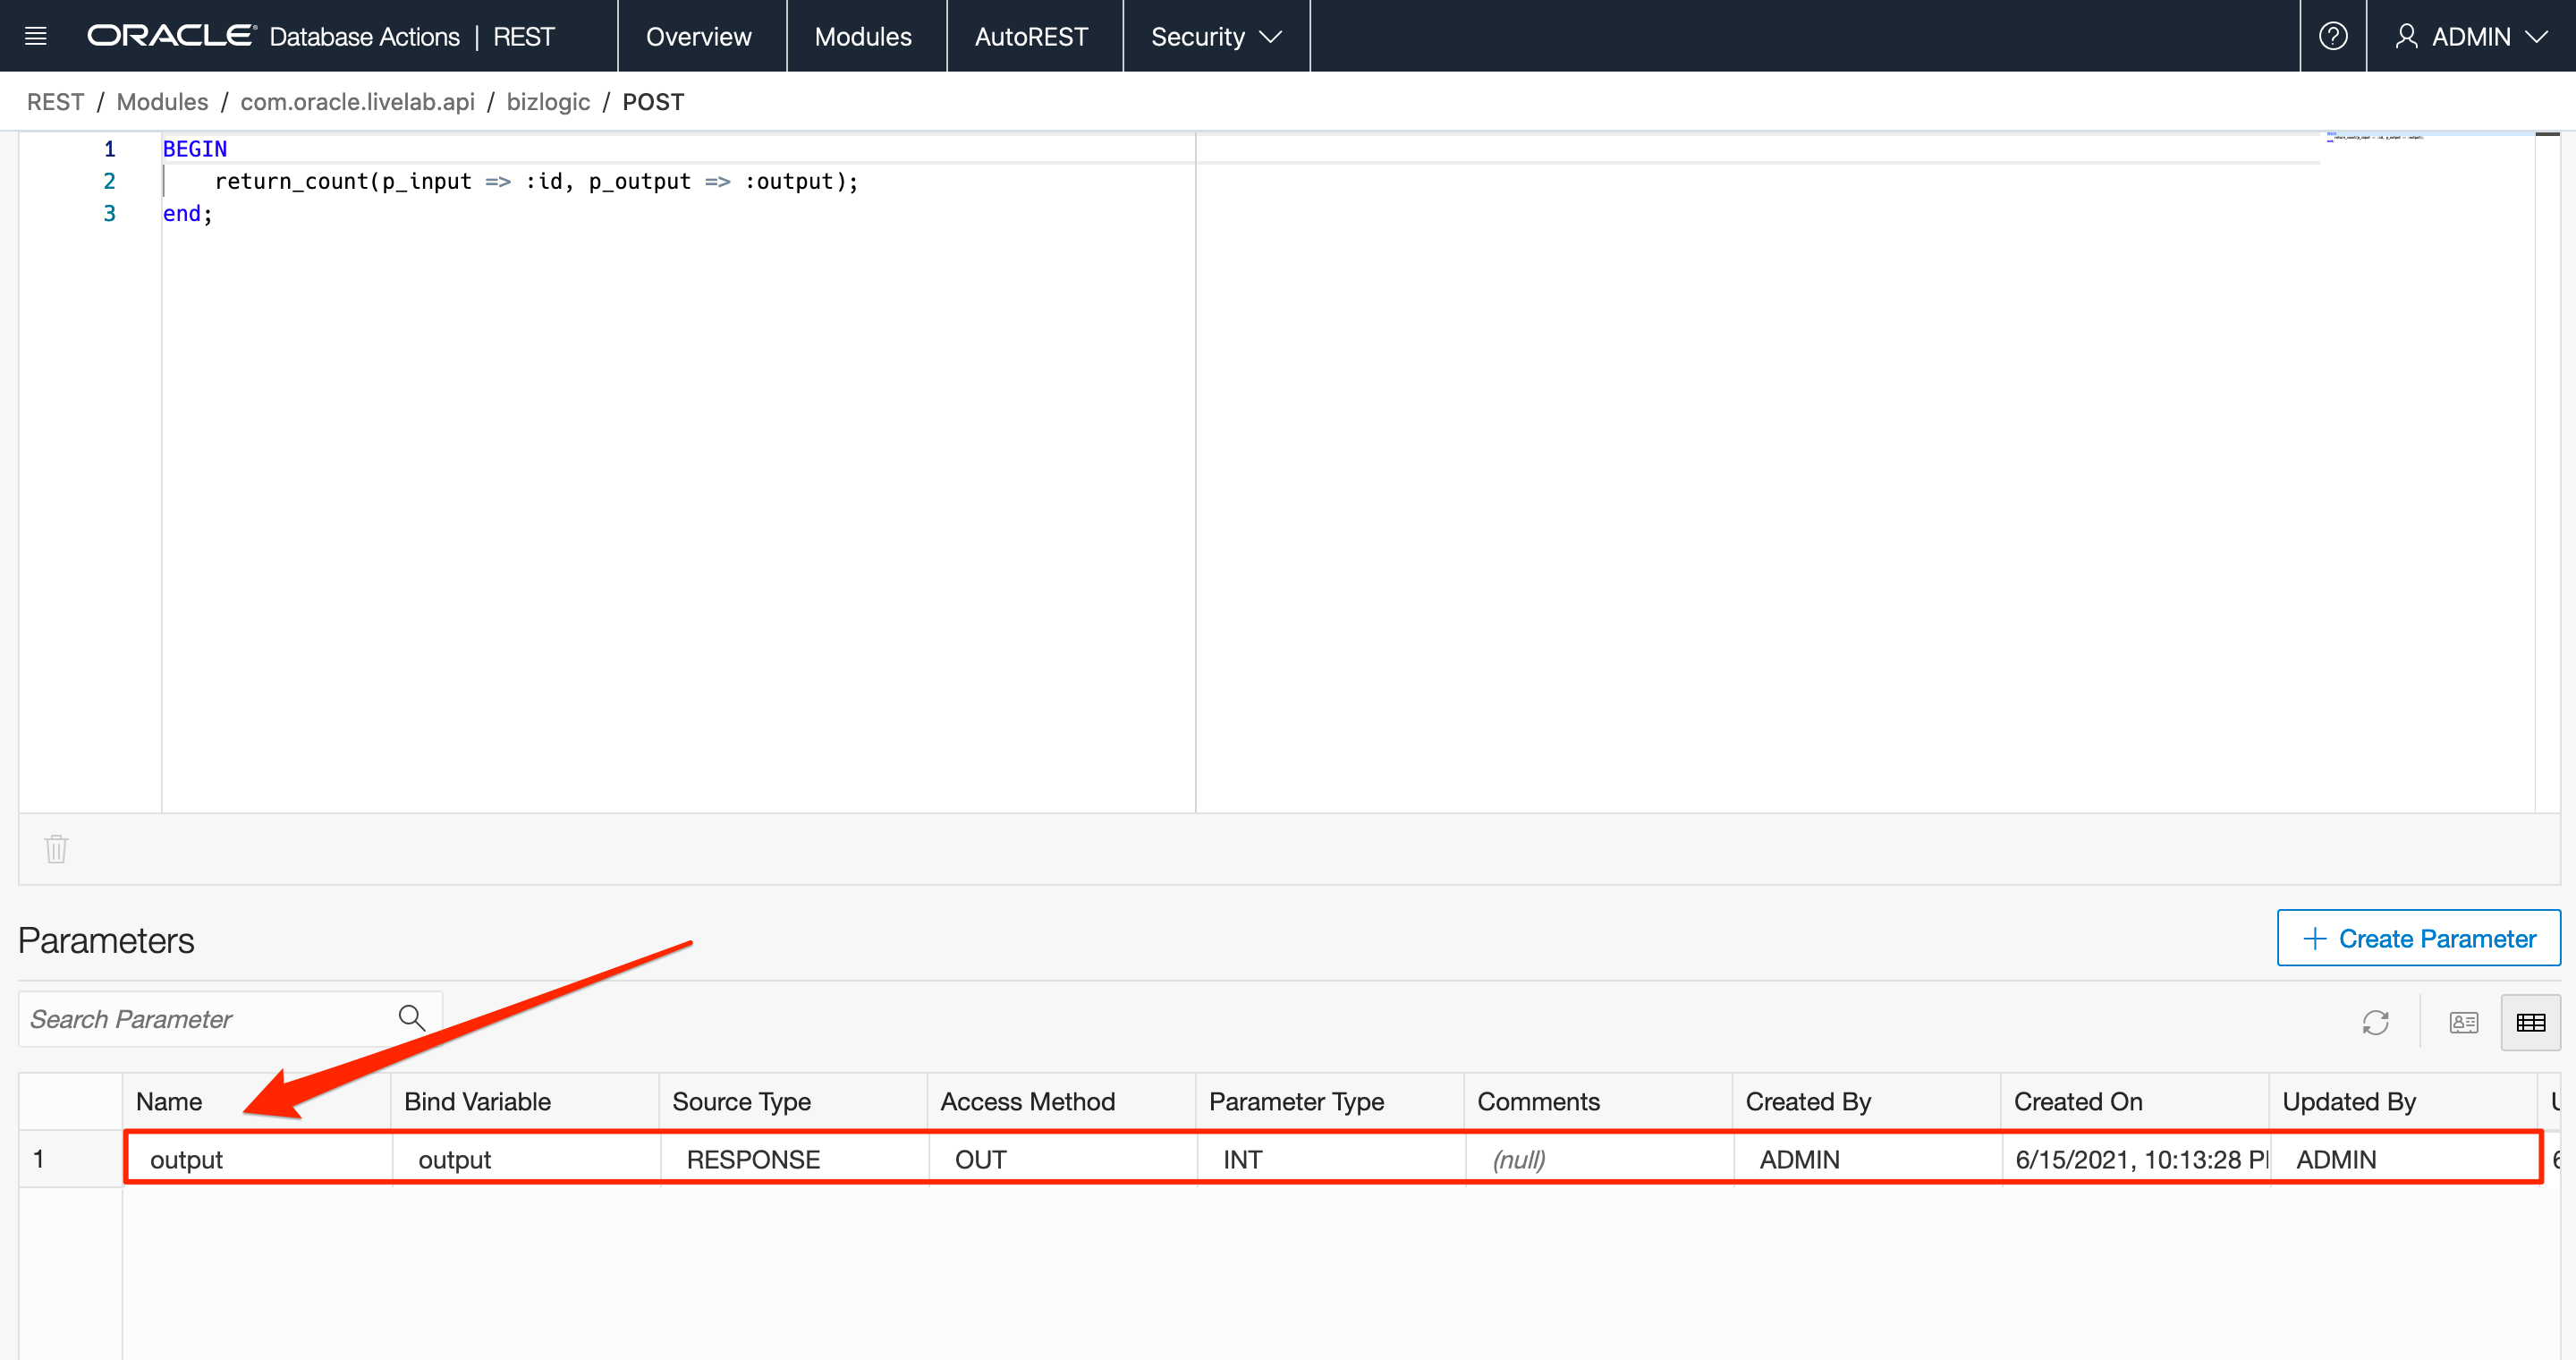 ORACLE Database Actions | REST Overview Modules AutoREST Security ADMIN
REST / Modules / com.oracle.livelab.api / bizlogic / POST
1 BEGIN
2 return_count(p_input => :id, p_output => :output);
3 end;
Parameters
+ Create Parameter
Search Parameter
Name Bind Variable Source Type Access Method Parameter Type Comments Created By Created On Updated By
1 output output RESPONSE OUT INT (null) ADMIN 6/15/2021, 10:13:28 P ADMIN